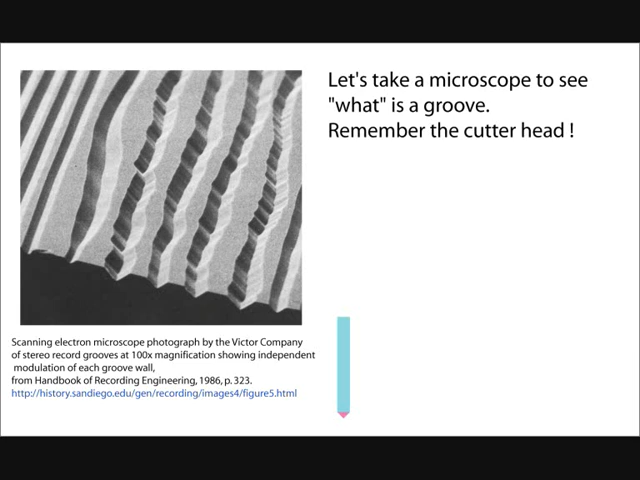 Let's take a microscope to see
"what" is a groove.
Remember the cutter head !
Scanning electron microscope photograph by the Victor Company
of stereo record grooves at 100x magnification showing independent
modulation of each groove wall,
from Handbook of Recording Engineering, 1986, p. 323.
http://history.sandiego.edu/gen/recording/images4/figure5.html